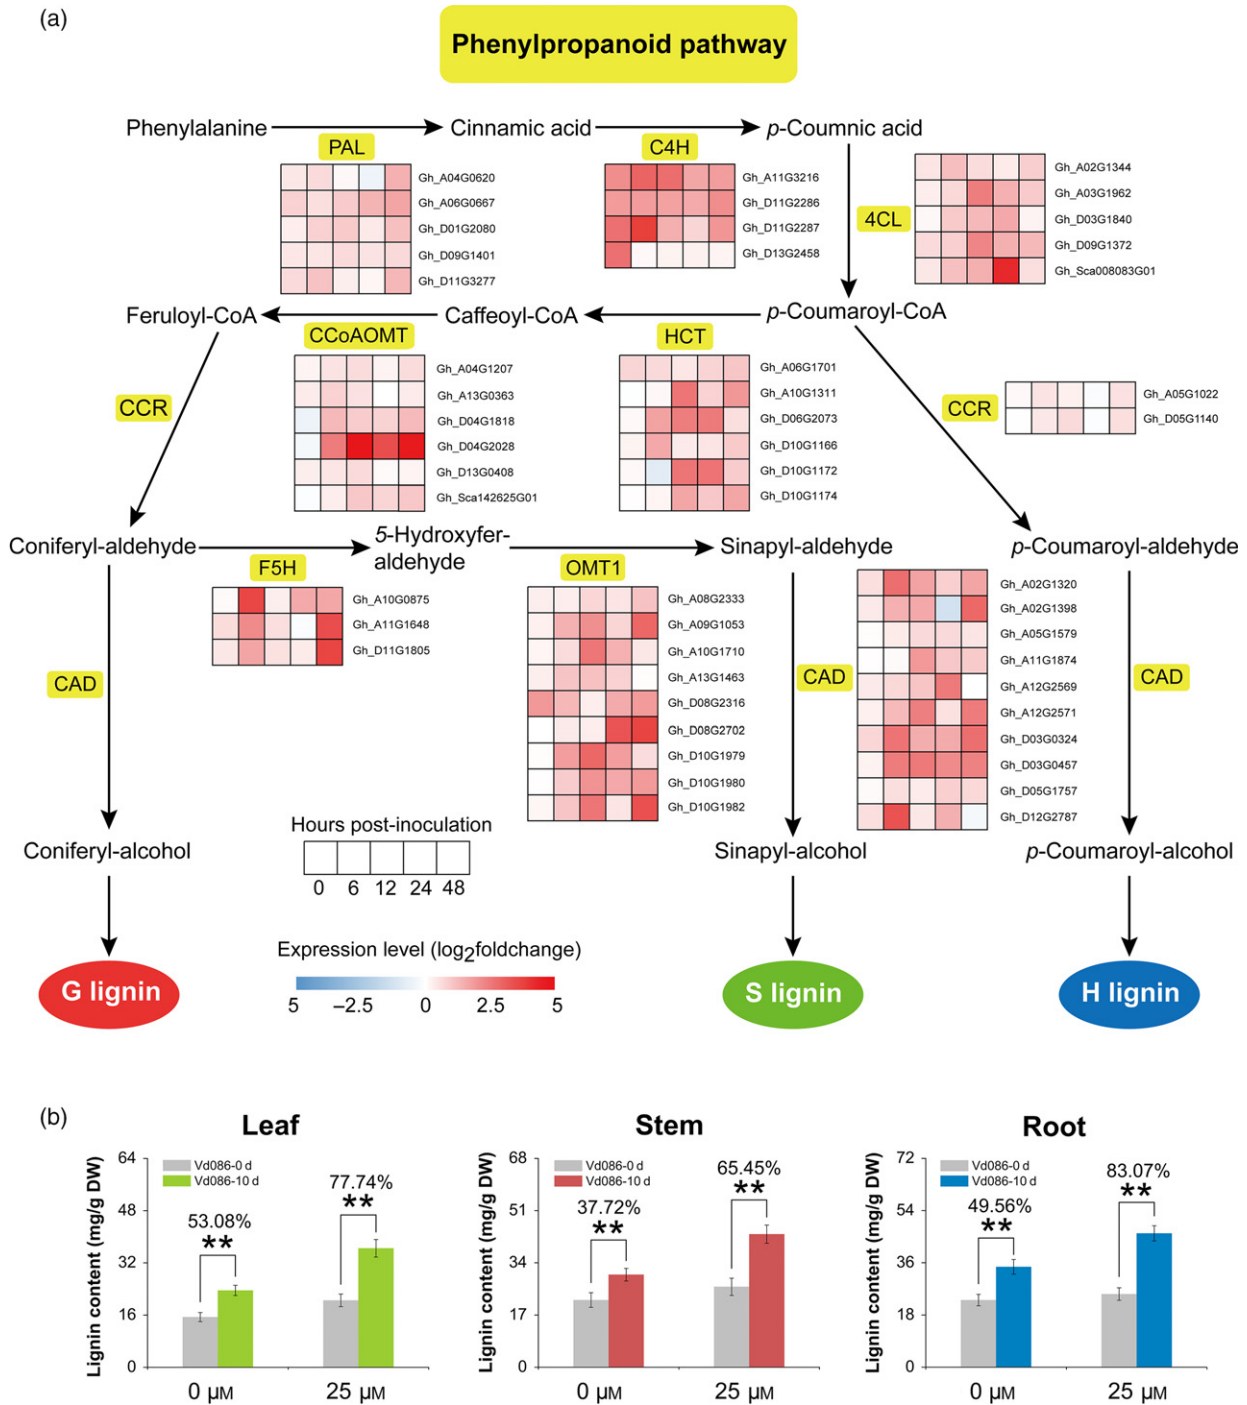 (a)
Phenylpropanoid pathway
Phenylalanine
Cinnamic acid
p-Coumnic acid
PAL
Gh_A04G0620
Gh_A06G0667
Gh_D01G2080
Gh_D09G1401
Gh_D11G3277
C4H
Gh_A11G3216
Gh_D11G2286
Gh_D11G2287
Gh_D13G2458
4CL
Gh_A02G1344
Gh_A03G1962
Gh_D03G1840
Gh_D09G1372
Gh_Sca008083G01
Feruloyl-CoA
Caffeoyl-CoA
p-Coumaroyl-CoA
CCoAOMT
Gh_A04G1207
Gh_A13G0363
Gh_D04G1818
Gh_D04G2028
Gh_D13G0408
Gh_Sca142625G01
HCT
Gh_A06G1701
Gh_A10G1311
Gh_D06G2073
Gh_D10G1166
Gh_D10G1172
Gh_D10G1174
CCR
CCR
Gh_A05G1022
Gh_D05G1140
Coniferyl-aldehyde
5-Hydroxyfer-
aldehyde
Sinapyl-aldehyde
p-Coumaroyl-aldehyde
F5H
Gh_A10G0875
Gh_A11G1648
Gh_D11G1805
OMT1
Gh_A08G2333
Gh_A09G1053
Gh_A10G1710
Gh_A13G1463
Gh_D08G2316
Gh_D08G2702
Gh_D10G1979
Gh_D10G1980
Gh_D10G1982
CAD
CAD
Gh_A02G1320
Gh_A02G1398
Gh_A05G1579
Gh_A11G1874
Gh_A12G2569
Gh_A12G2571
Gh_D03G0324
Gh_D03G0457
Gh_D05G1757
Gh_D12G2787
CAD
Hours post-inoculation
0 6 12 24 48
Coniferyl-alcohol
Sinapyl-alcohol
p-Coumaroyl-alcohol
Expression level (log2foldchange)
5 −2.5 0 2.5 5
G lignin
S lignin
H lignin
(b)
Leaf
Lignin content (mg/g DW)
64
48
32
16
0
Vd086-0 d
Vd086-10 d
53.08%
**
77.74%
**
0 μM 25 μM
Stem
Lignin content (mg/g DW)
68
51
34
17
0
Vd086-0 d
Vd086-10 d
37.72%
**
65.45%
**
0 μM 25 μM
Root
Lignin content (mg/g DW)
72
54
36
18
0
Vd086-0 d
Vd086-10 d
49.56%
**
83.07%
**
0 μM 25 μM